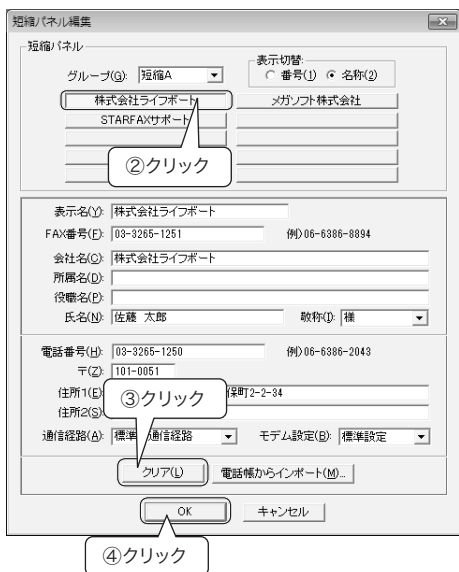 短縮パネル編集
短縮パネル
グループ(G): 短縮A
表示切替:
番号(1) 名称(2)
株式会社ライフボート メガソフト株式会社
STARFAXサポート
②クリック
表示名(Y): 株式会社ライフボート
FAX番号(F): 03-3265-1251 例)06-6386-8894
会社名(C): 株式会社ライフボート
所属名(D):
役職名(P):
氏名(N): 佐藤 太郎 敬称(I): 様
電話番号(H): 03-3265-1250 例)06-6386-2043
〒(Z): 101-0051
住所1(E): 保町2-2-34
③クリック
住所2(S):
通信経路(A): 標準 通信経路 モデム設定(B): 標準設定
クリア(L) 電話帳からインポート(M)...
OK キャンセル
④クリック